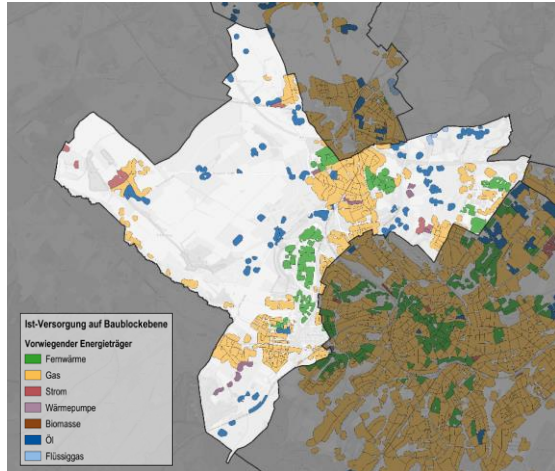 Ist-Versorgung auf Baublockebene
Vorwiegender Energieträger
Fernwärme
Gas
Strom
Wärmepumpe
Biomasse
Öl
Flüssiggas